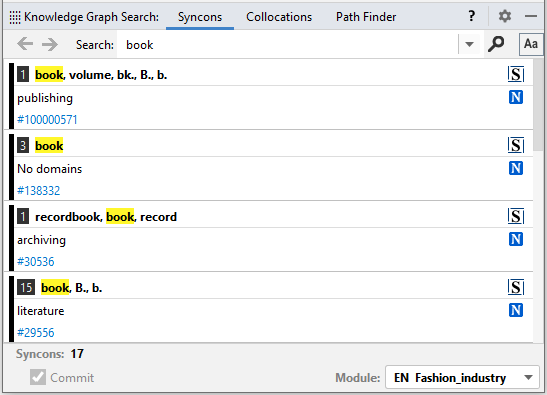 Knowledge Graph Search: Syncons Collocations Path Finder ?
Search: book Aa
1 book, volume, bk., B., b. S
publishing N
#100000571
3 book S
No domains N
#138332
1 recordbook, book, record S
archiving N
#30536
15 book, B., b. S
literature N
#29556
Syncons: 17
Commit Module: EN Fashion_industry